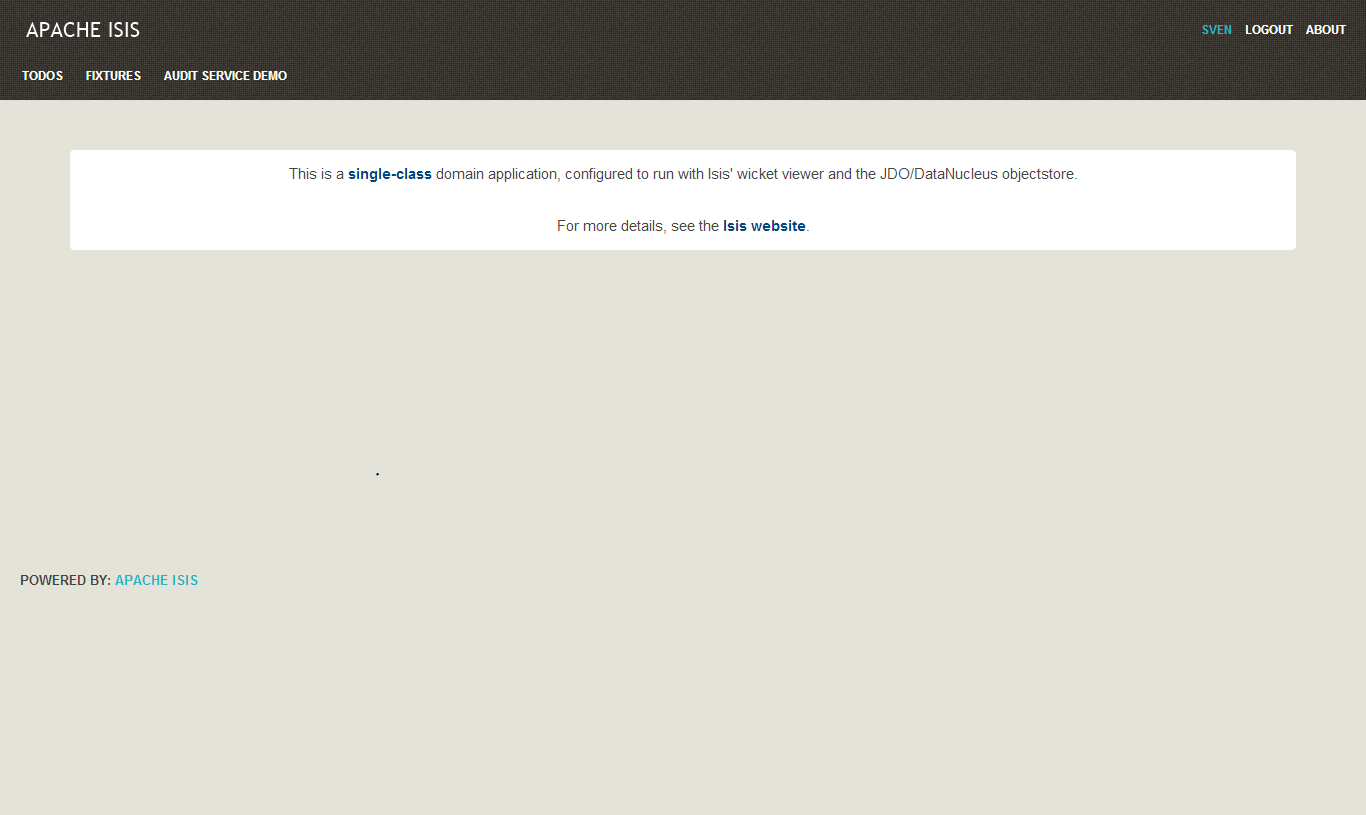 APACHE ISIS
SVEN LOGOUT ABOUT
TODOS FIXTURES AUDIT SERVICE DEMO
This is a single-class domain application, configured to run with Isis' wicket viewer and the JDO/DataNucleus objectstore.
For more details, see the Isis website.
POWERED BY: APACHE ISIS